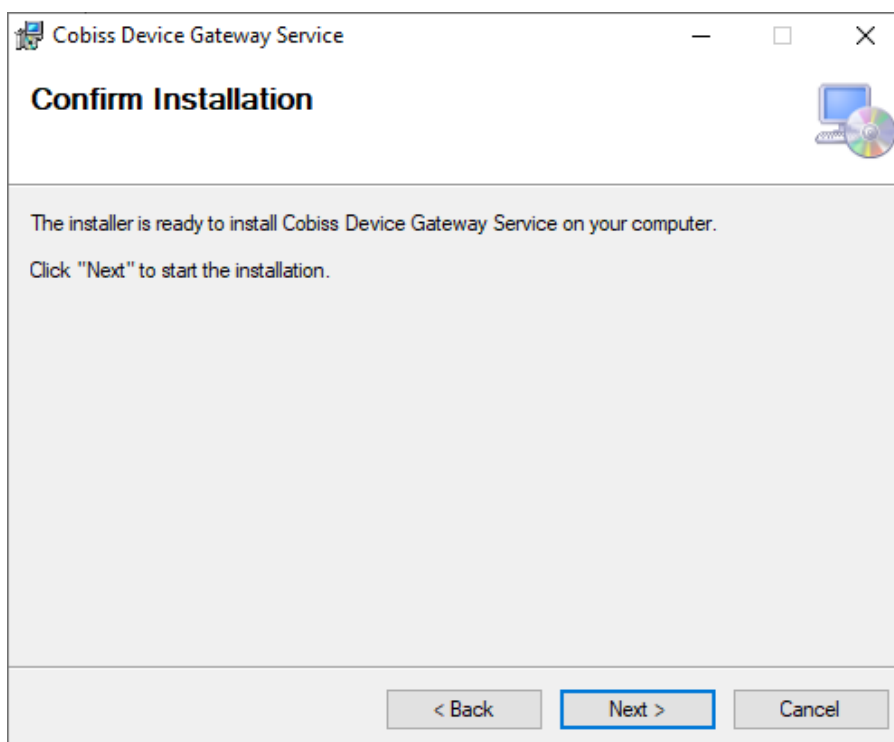 Cobiss Device Gateway Service
Confirm Installation
The installer is ready to install Cobiss Device Gateway Service on your computer.
Click "Next" to start the installation.
< Back
Next >
Cancel